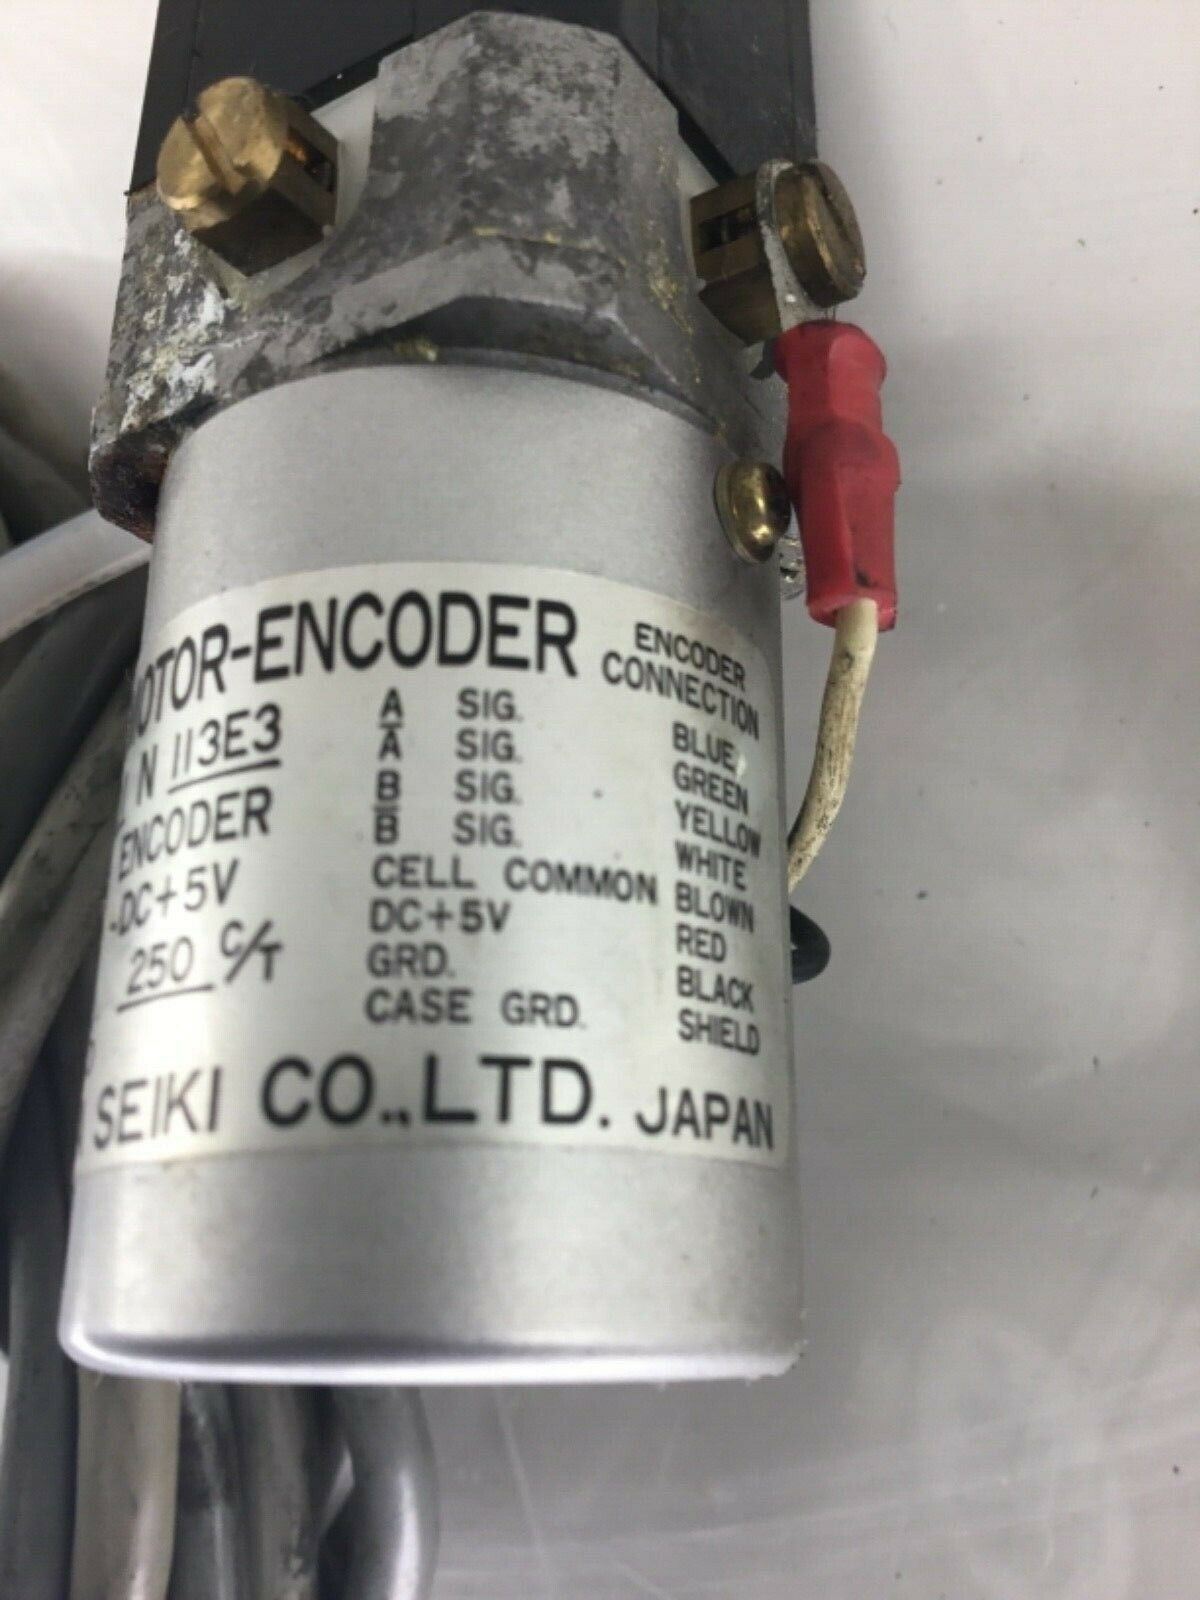 MOTOR-ENCODER
N 113E3
ENCODER
-DC+5V
250 C/T
ENCODER
CONNECTION
A SIG. BLUE
A̅ SIG. GREEN
B SIG. YELLOW
B̅ SIG. WHITE
CELL COMMON BLOWN
DC+5V RED
GRD. BLACK
CASE GRD. SHIELD
SEIKI CO.,LTD. JAPAN